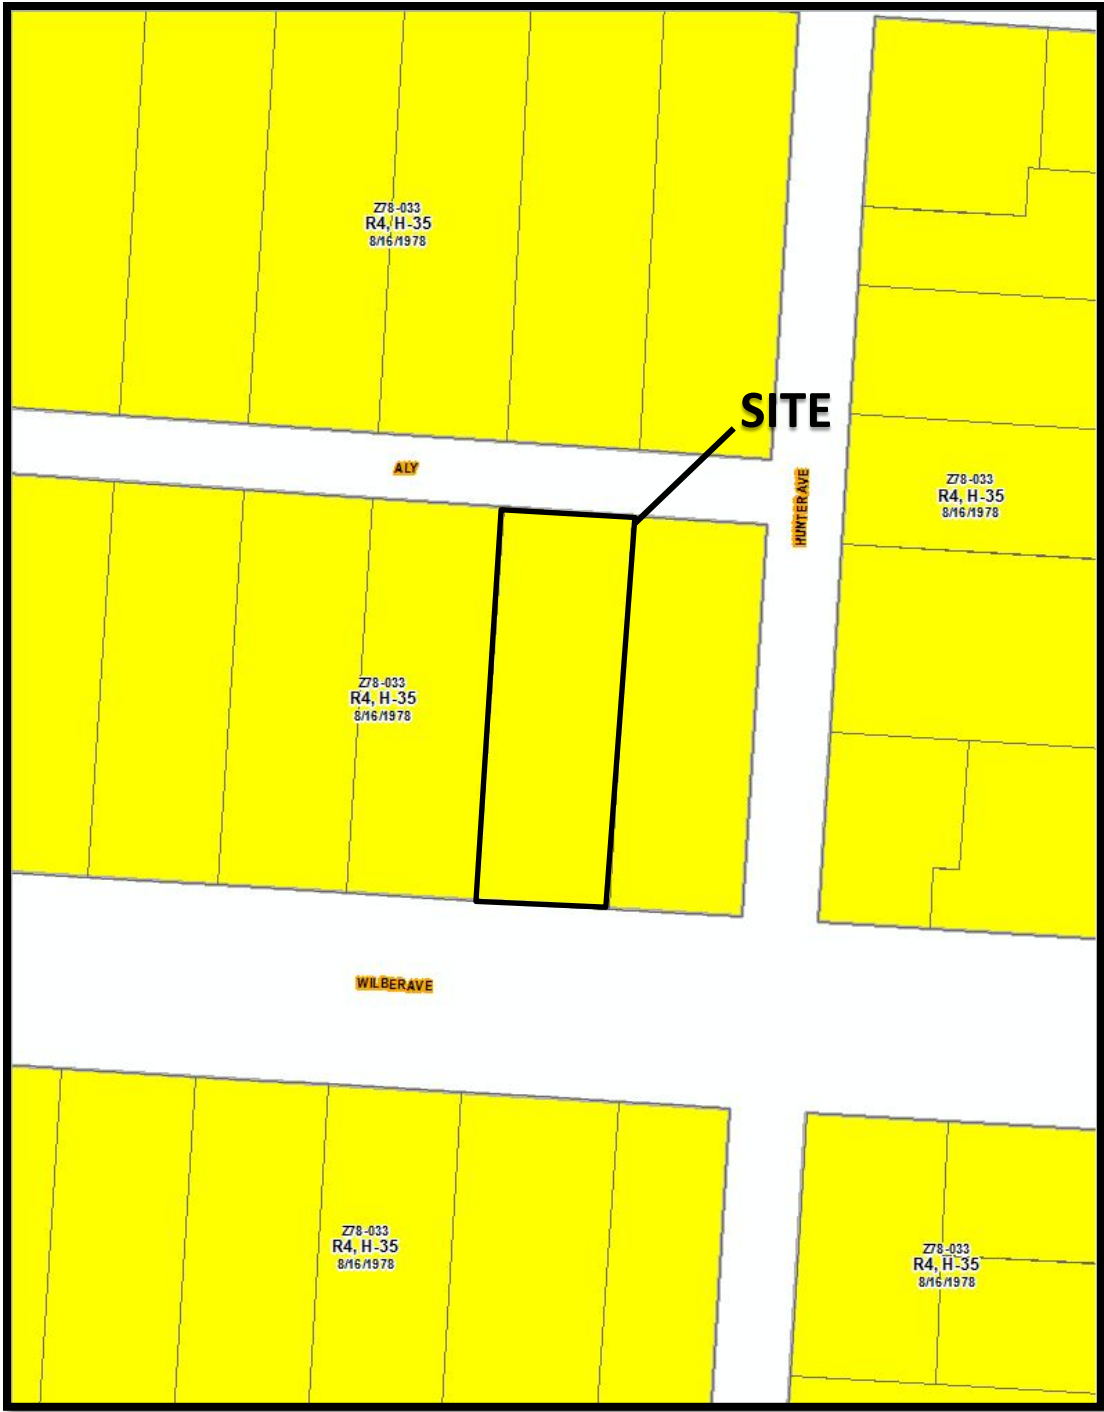 Z78-033
R4, H-35
8/16/1978
SITE
ALY
HUNTER AVE
Z78-033
R4, H-35
8/16/1978
Z78-033
R4, H-35
8/16/1978
WILBER AVE
Z78-033
R4, H-35
8/16/1978
Z78-033
R4, H-35
8/16/1978